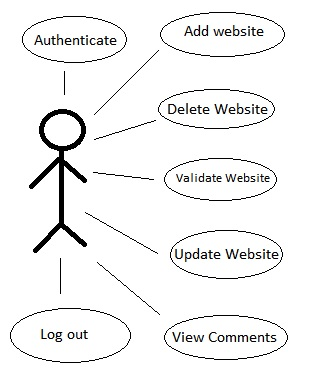 Authenticate
Add website
Delete Website
Validate Website
Update Website
Log out
View Comments